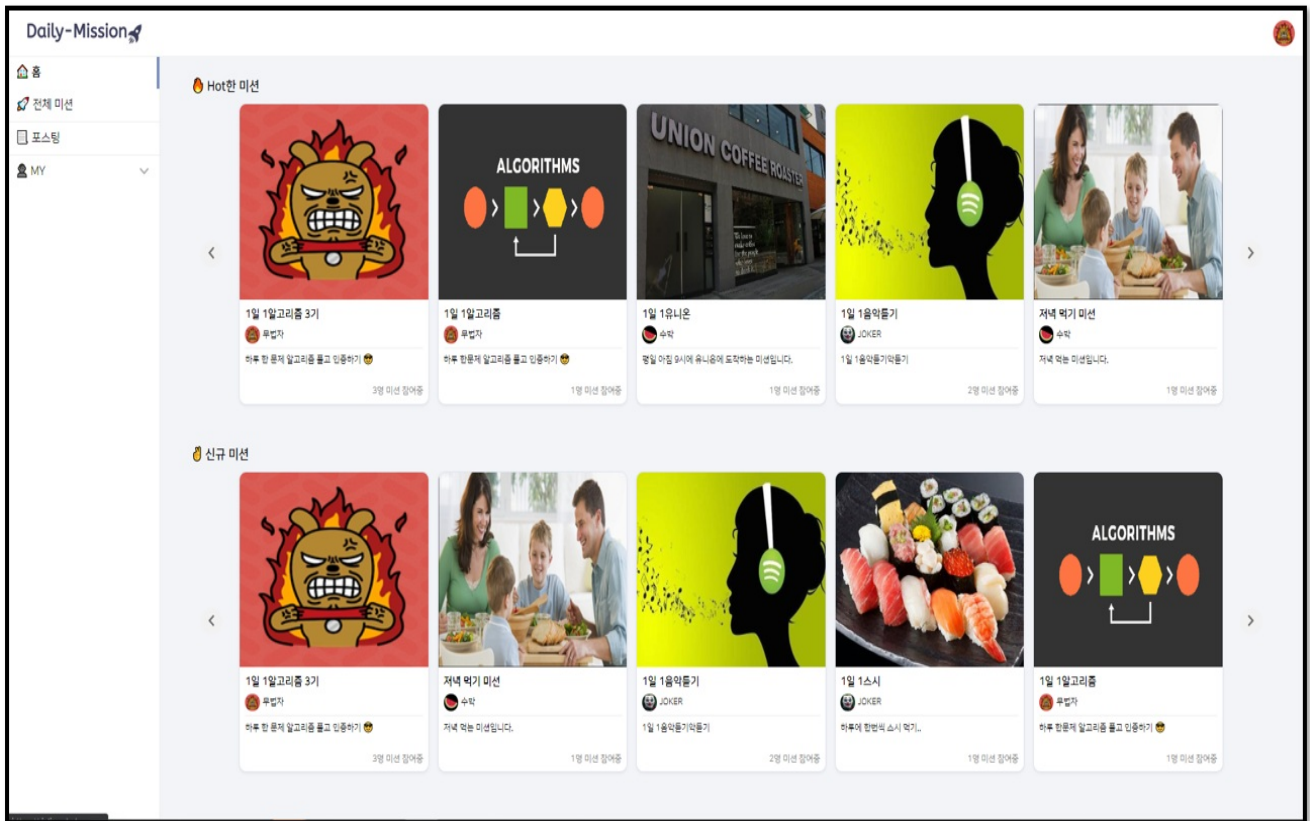 Daily-Mission
홈
전체 미션
포스팅
MY
Hot한 미션
ALGORITHMS
UNION COFFEE ROASTER
1일 1알고리즘 3기
무법자
하루 한 문제 알고리즘 풀고 인증하기 😎
3명 미션 참여중
1일 1알고리즘
무법자
하루 한문제 알고리즘 풀고 인증하기 😎
1명 미션 참여중
1일 1유니온
수박
평일 아침 9시에 유니온에 도착하는 미션입니다.
1명 미션 참여중
1일 1음악듣기
JOKER
1일 1음악듣기악듣기
2명 미션 참여중
저녁 먹기 미션
수박
저녁 먹는 미션입니다.
1명 미션 참여중
신규 미션
ALGORITHMS
1일 1알고리즘 3기
무법자
하루 한 문제 알고리즘 풀고 인증하기 😎
3명 미션 참여중
저녁 먹기 미션
수박
저녁 먹는 미션입니다.
1명 미션 참여중
1일 1음악듣기
JOKER
1일 1음악듣기악듣기
2명 미션 참여중
1일 1스시
JOKER
하루에 한번씩 스시 먹기..
1명 미션 참여중
1일 1알고리즘
무법자
하루 한문제 알고리즘 풀고 인증하기 😎
1명 미션 참여중